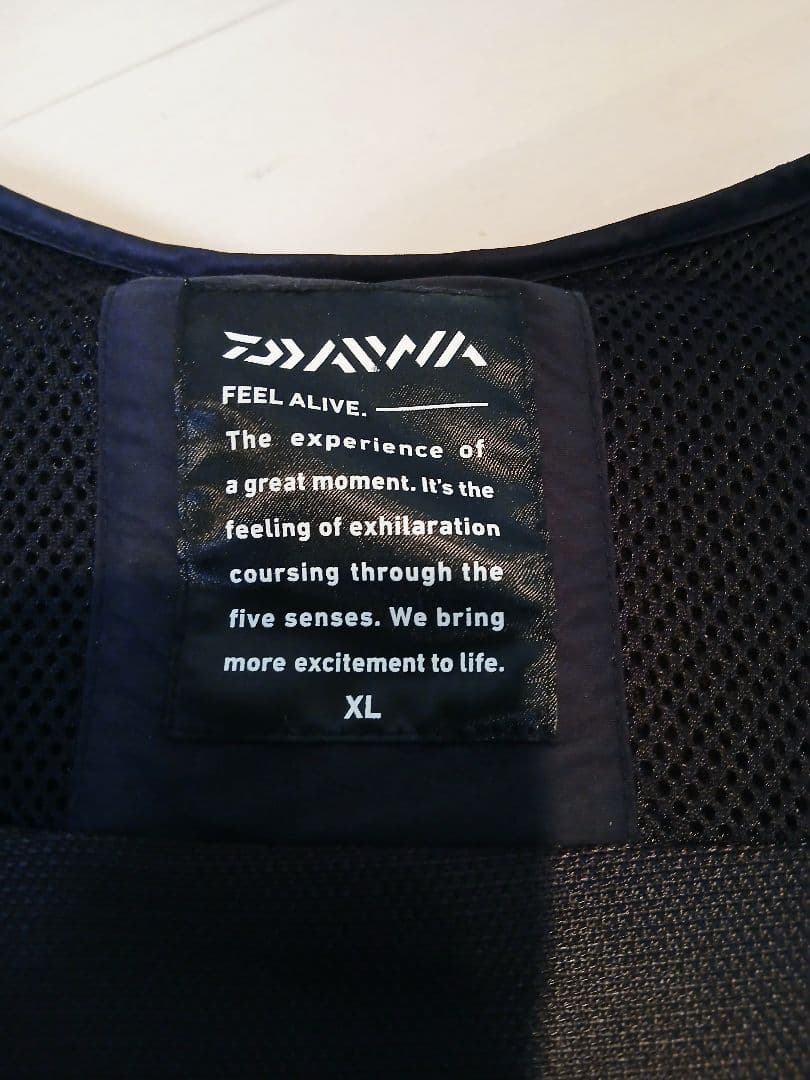 DAIWA
FEEL ALIVE.
The experience of
a great moment. It's the
feeling of exhilaration
coursing through the
five senses. We bring
more excitement to life.
XL